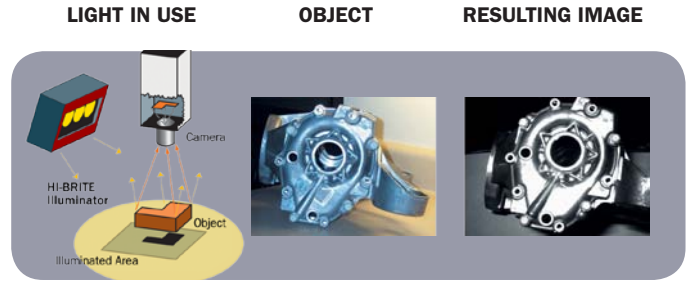 LIGHT IN USE
OBJECT
RESULTING IMAGE
Camera
HI-BRITE
Illuminator
Object
Illuminated Area